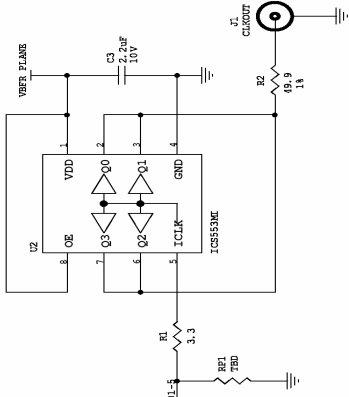 J1
CLKOUT
VBFR PLANE
C3
2.2uF
10V
R2
49.9
1%
1
2
3
4
VDD
Q0
Q1
GND
U2
ICS553MI
OE
Q3
Q2
ICLK
8
7
6
5
R1
3.3
RP1
TBD